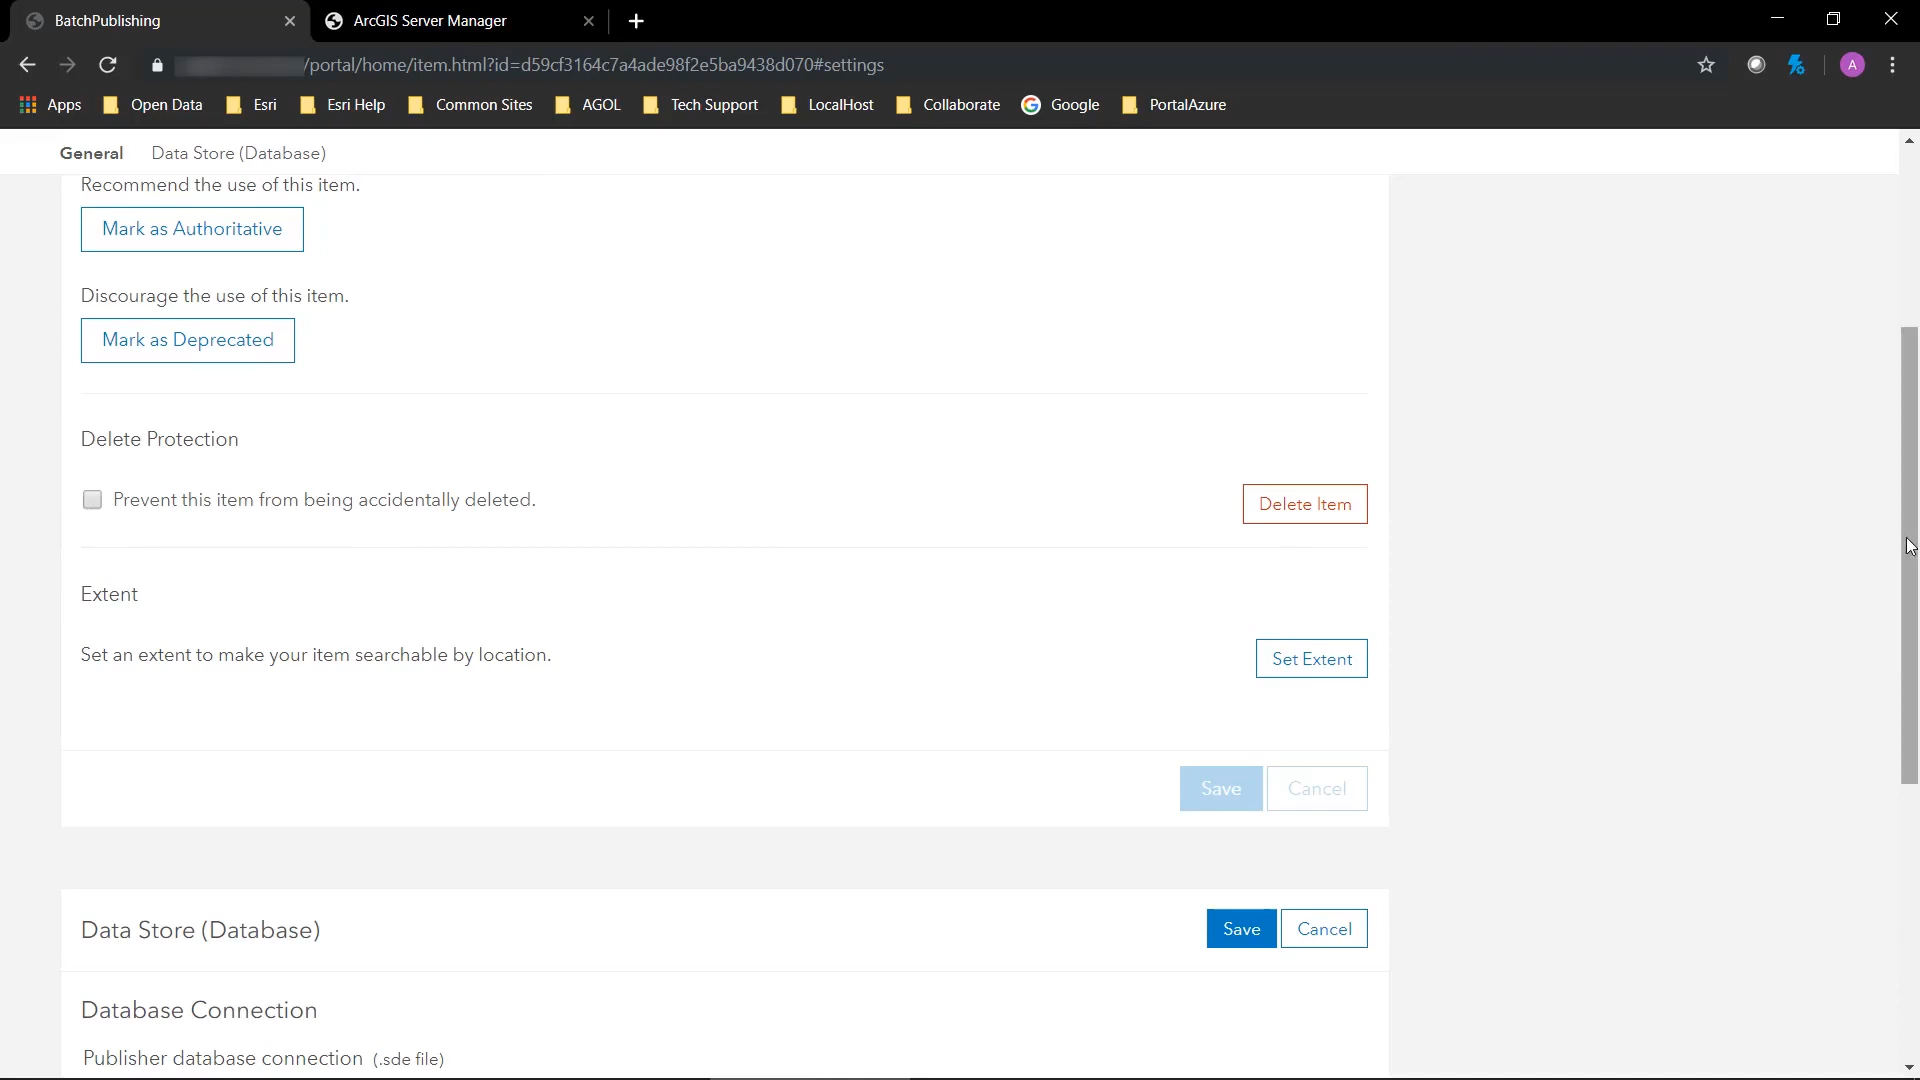 BatchPublishing
ArcGIS Server Manager
/portal/home/item.html?id=d59cf3164c7a4ade98f2e5ba9438d070#settings
A
Apps Open Data Esri Esri Help Common Sites AGOL Tech Support LocalHost Collaborate Google PortalAzure
General Data Store (Database)
Recommend the use of this item.
Mark as Authoritative
Discourage the use of this item.
Mark as Deprecated
Delete Protection
Prevent this item from being accidentally deleted.
Delete Item
Extent
Set an extent to make your item searchable by location.
Set Extent
Save Cancel
Data Store (Database)
Save Cancel
Database Connection
Publisher database connection (.sde file)